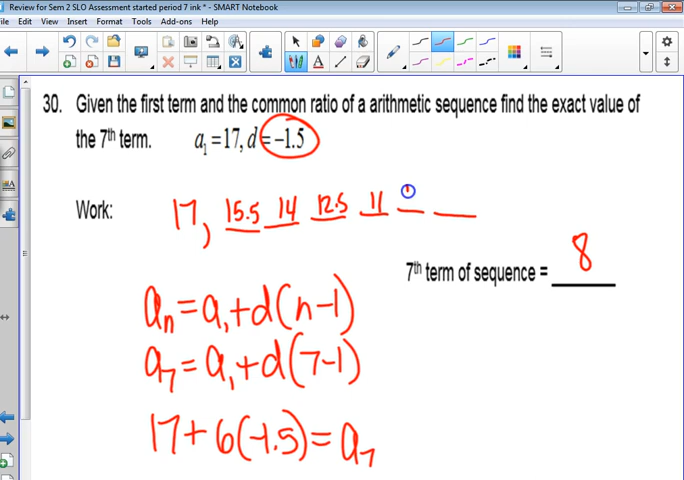 Review for Sem 2 SLO Assessment started period 7 ink * - SMART Notebook
File Edit View Insert Format Tools Add-ons Help
30. Given the first term and the common ratio of a arithmetic sequence find the exact value of
the 7th term. a₁ = 17, d = −1.5
Work: 17, 15.5 14 12.5 11
7th term of sequence = 8
aₙ = a₁ + d(n−1)
a₇ = a₁ + d(7−1)
17 + 6(−1.5) = a₇